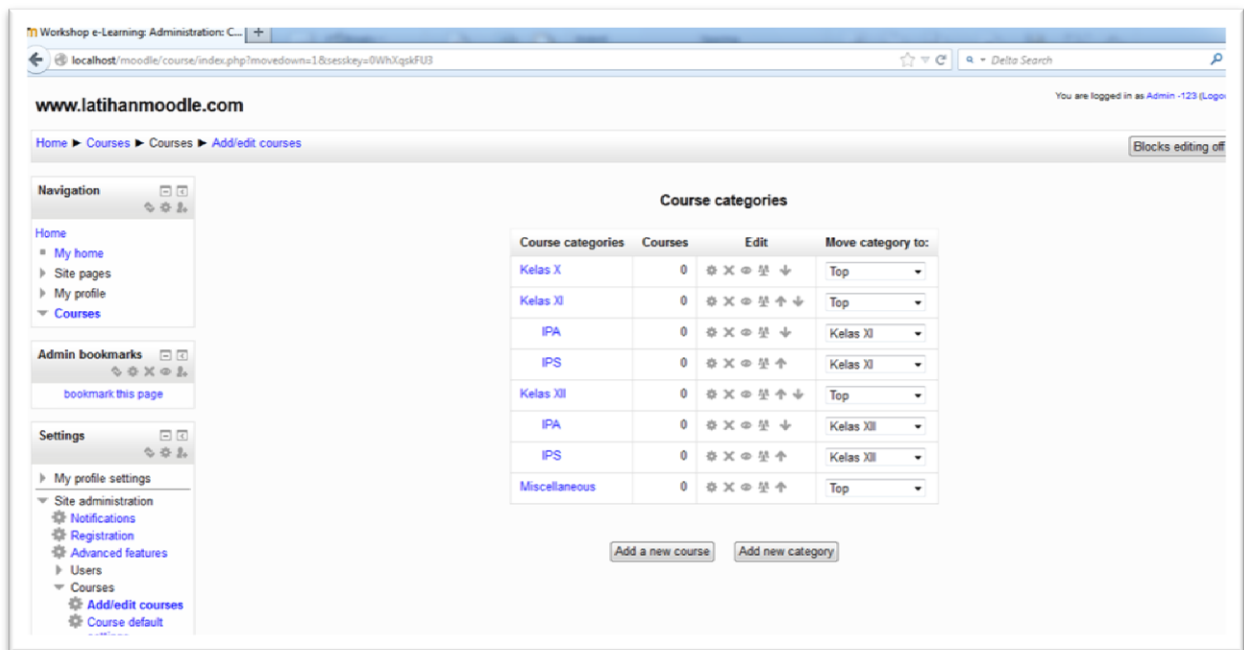 Workshop e-Learning: Administration: C...
localhost/moodle/course/index.php?movedown=1&sesskey=0WhXqskFU3
Delta Search
www.latihanmoodle.com
You are logged in as Admin -123 (Logou
Home ► Courses ► Courses ► Add/edit courses
Blocks editing off
Navigation
Home
My home
Site pages
My profile
Courses
Admin bookmarks
bookmark this page
Settings
My profile settings
Site administration
Notifications
Registration
Advanced features
Users
Courses
Add/edit courses
Course default
Course categories
Course categories Courses Edit Move category to:
Kelas X 0 Top
Kelas XI 0 Top
IPA 0 Kelas XI
IPS 0 Kelas XI
Kelas XII 0 Top
IPA 0 Kelas XII
IPS 0 Kelas XII
Miscellaneous 0 Top
Add a new course Add new category